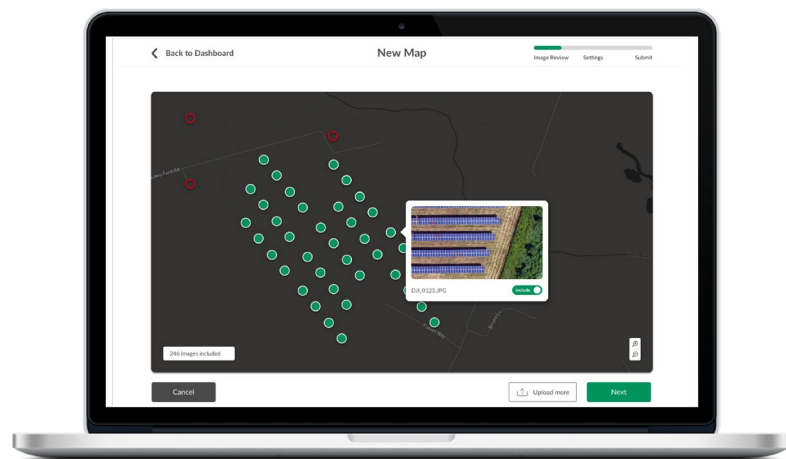 Back to Dashboard
New Map
Image Review Settings Submit
DJI_0123.JPG
Include
246 images included
Cancel
Upload more
Next